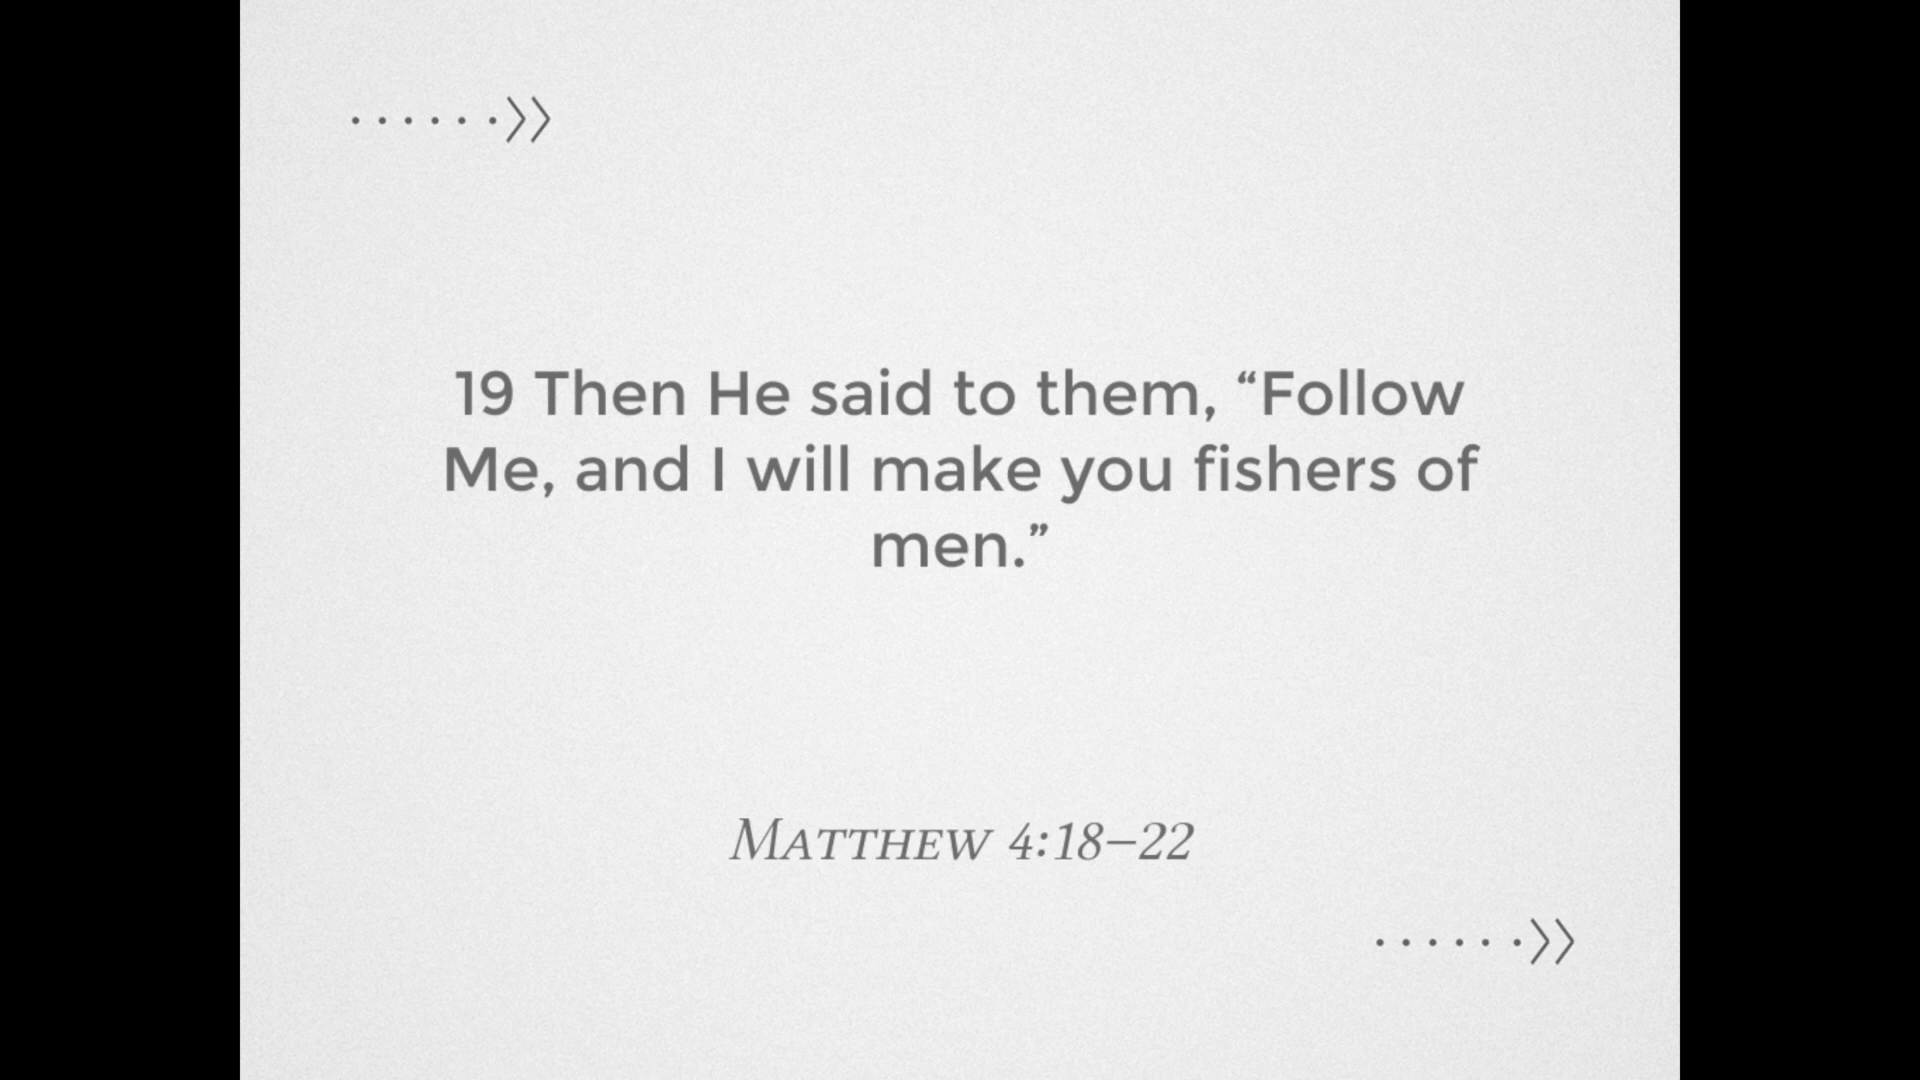 19 Then He said to them, “Follow
Me, and I will make you fishers of
men.”
Matthew 4:18–22